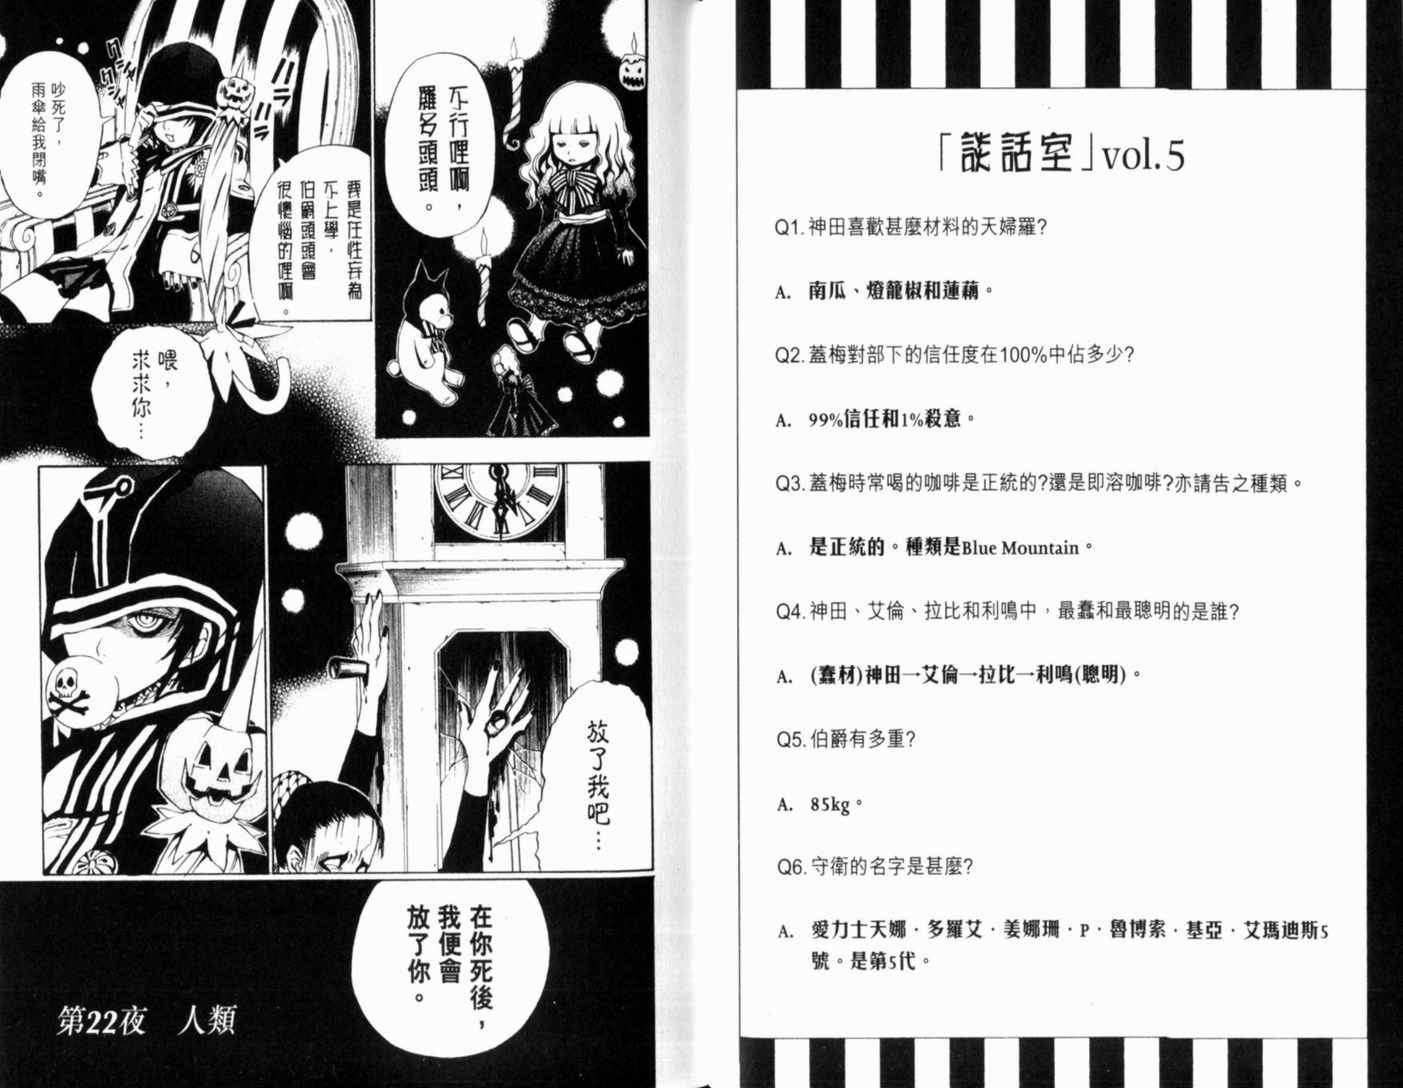 「談話室」vol.5
Q1.神田喜歡甚麼材料的天婦羅?
A. 南瓜、燈籠椒和蓮藕。
Q2.蓋梅對部下的信任度在100%中佔多少?
A. 99%信任和1%殺意。
Q3.蓋梅時常喝的咖啡是正統的?還是即溶咖啡?亦請告之種類。
A. 是正統的。種類是Blue Mountain。
Q4.神田、艾倫、拉比和利鳴中，最蠢和最聰明的是誰?
A. (蠢材)神田→艾倫→拉比→利鳴(聰明)。
Q5.伯爵有多重?
A. 85kg。
Q6.守衛的名字是甚麼?
A. 愛力士天娜．多羅艾．姜娜珊．P．魯博索．基亞．艾瑪迪斯5
號。是第5代。
不行哩啊，
羅多頭頭。
要是任性妄為
不上學，
伯爵頭頭會
很懊惱的哩啊。
吵死了，
雨傘給我閉嘴。
喂，
求求你…
放了我吧…
在你死後，
我便會
放了你。
第22夜 人類